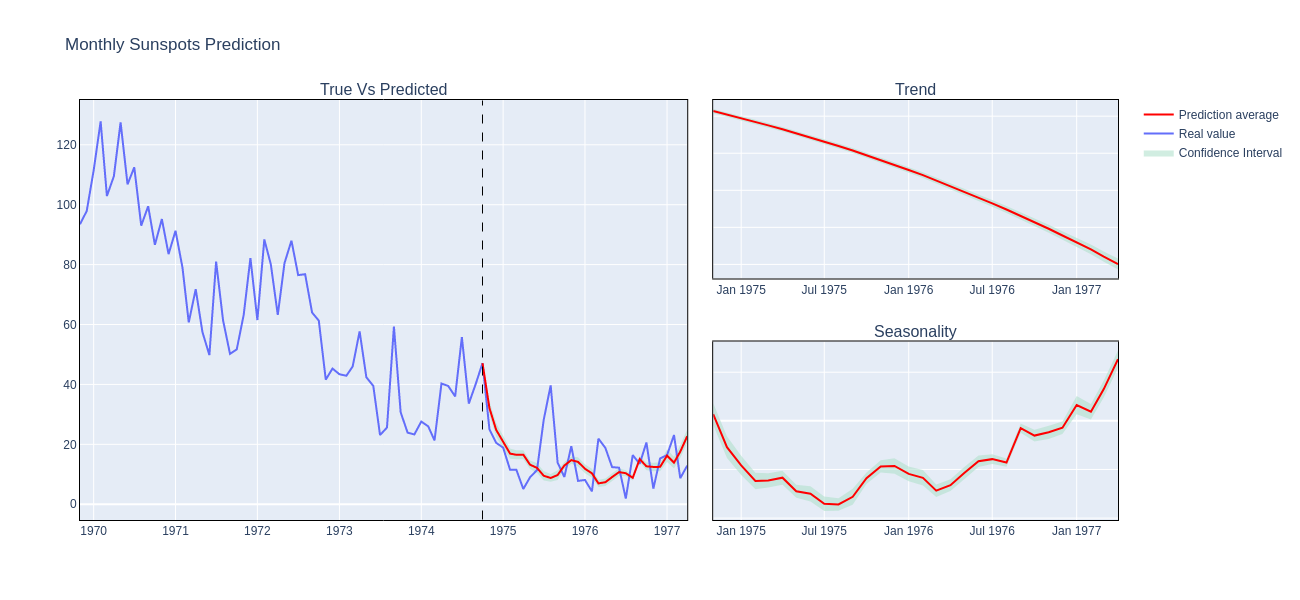 Monthly Sunspots Prediction
True Vs Predicted
120
100
80
60
40
20
0
1970 1971 1972 1973 1974 1975 1976 1977
Trend
Jan 1975 Jul 1975 Jan 1976 Jul 1976 Jan 1977
Seasonality
Jan 1975 Jul 1975 Jan 1976 Jul 1976 Jan 1977
Prediction average
Real value
Confidence Interval